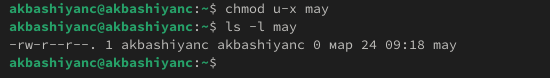 akbashiyanc@akbashiyanc:~$ chmod u-x may
akbashiyanc@akbashiyanc:~$ ls -l may
-rw-r--r--. 1 akbashiyanc akbashiyanc 0 мар 24 09:18 may
akbashiyanc@akbashiyanc:~$